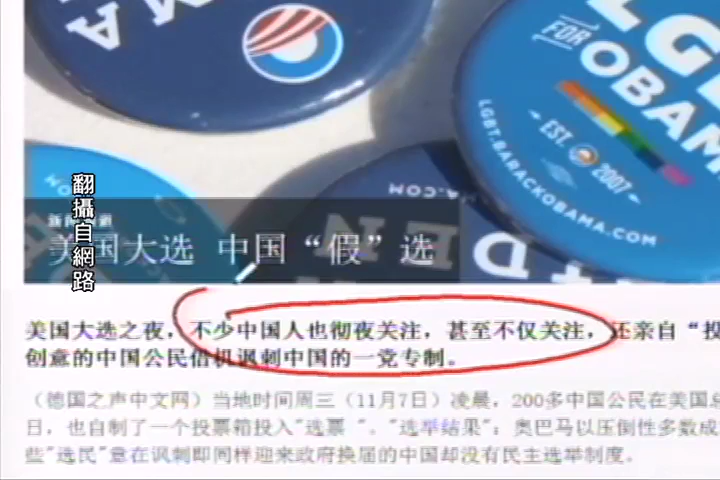 LGBT
FOR
OBAMA
EST.
2007
LGBT.BARACKOBAMA.COM
翻攝自網路
美国大选 中国“假”选
美国大选之夜，不少中国人也彻夜关注，甚至不仅关注，还亲自“投
创意的中国公民借机讽刺中国的一党专制。
（德国之声中文网）当地时间周三（11月7日）凌晨，200多中国公民在美国
日，也自制了一个投票箱投入"选票 "。"选举结果"：奥巴马以压倒性多数成
些"选民"意在讽刺即同样迎来政府换届的中国却没有民主选举制度。